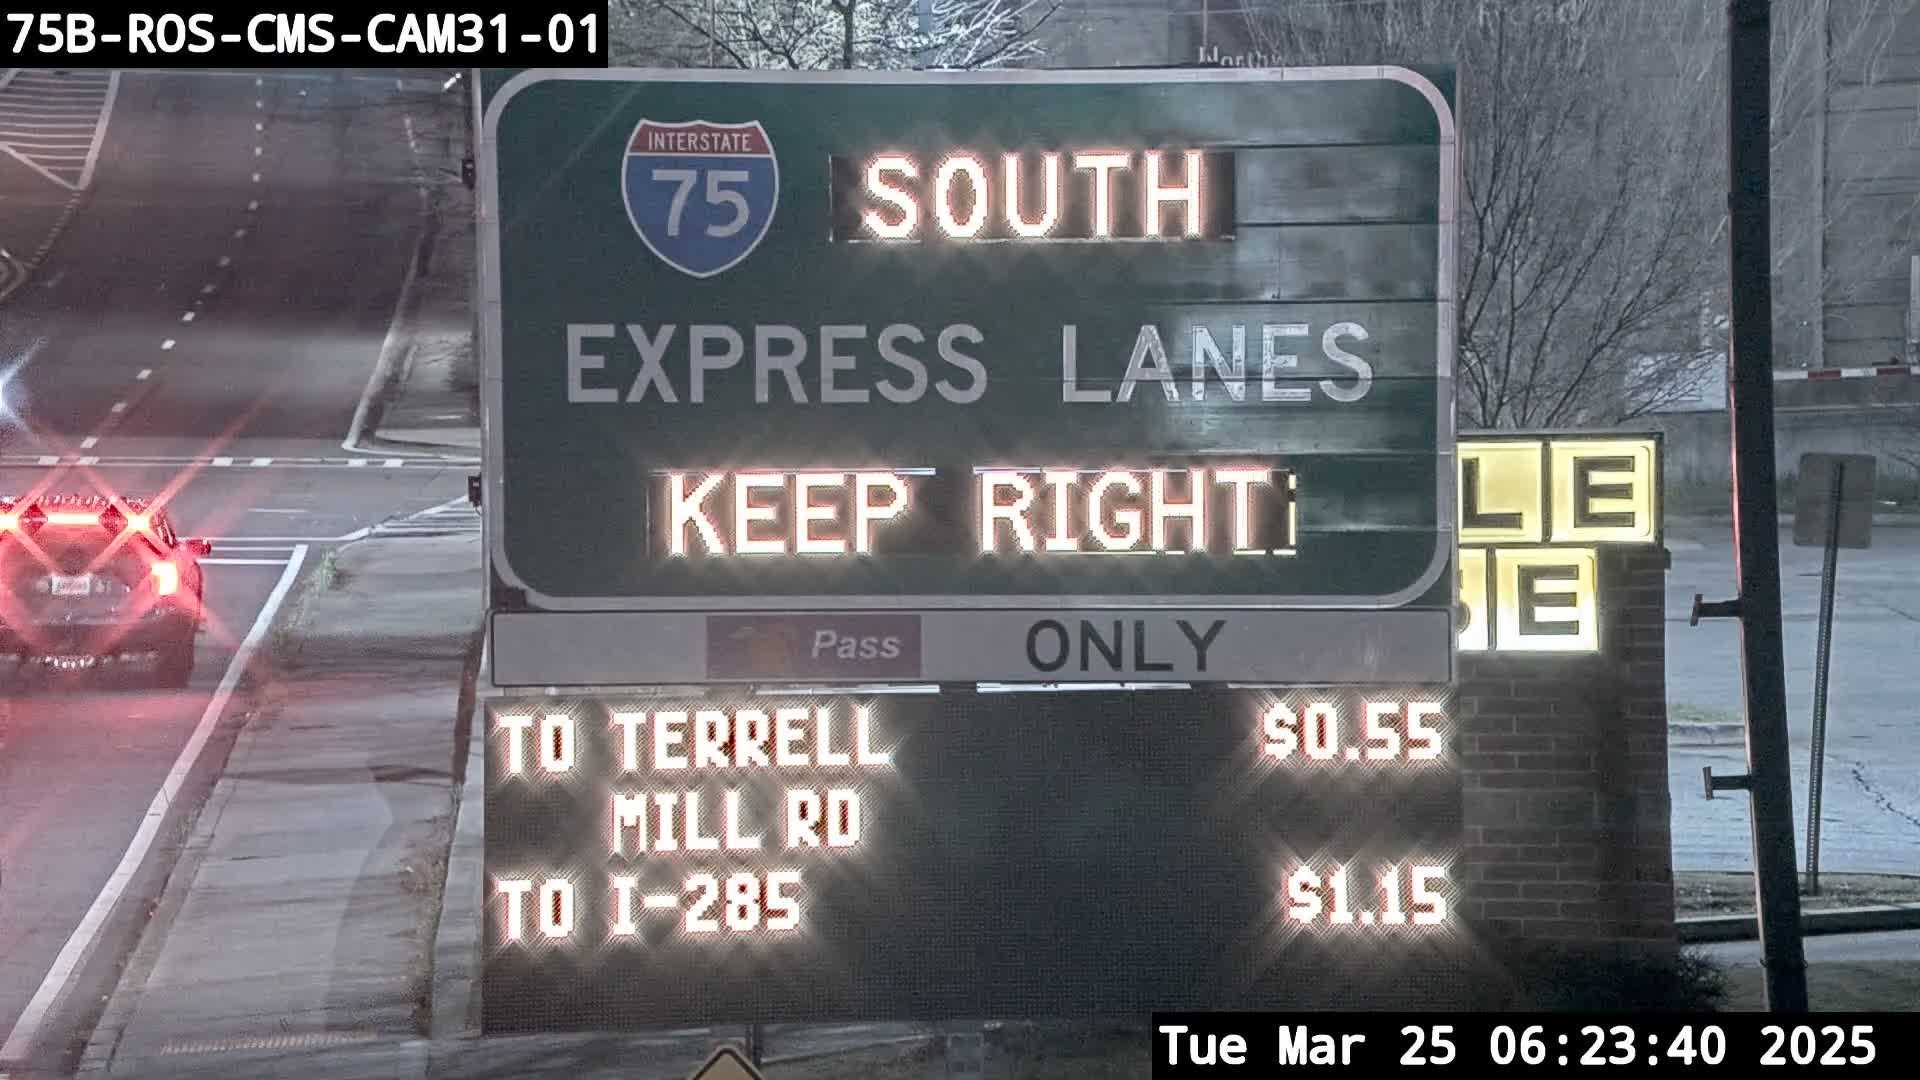 75B-ROS-CMS-CAM31-01
INTERSTATE
75
SOUTH
EXPRESS LANES
KEEP RIGHT
Pass ONLY
TO TERRELL $0.55
MILL RD
TO I-285 $1.15
LE
E
Tue Mar 25 06:23:40 2025